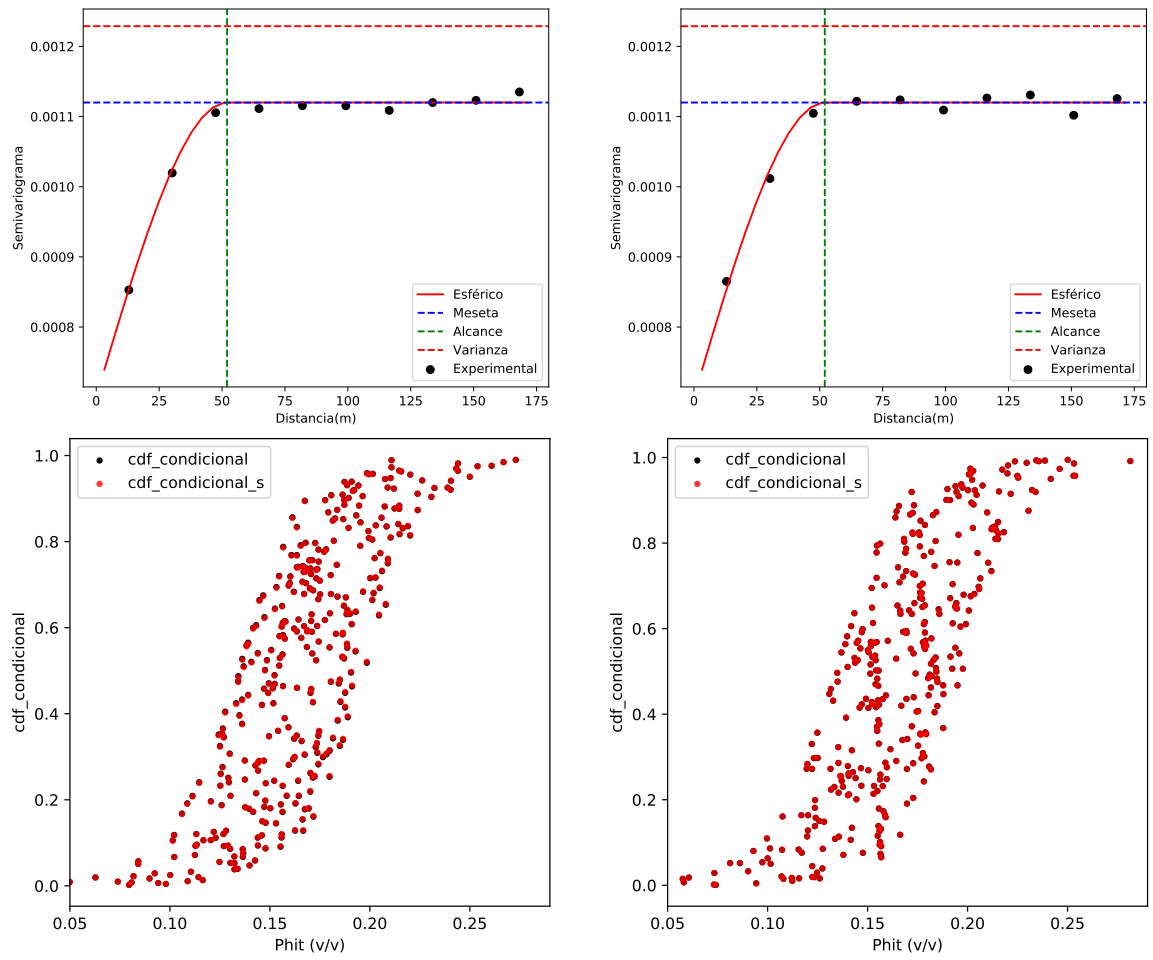 0.0012
0.0011
0.0010
0.0009
0.0008
Semivariograma
0 25 50 75 100 125 150 175
Distancia(m)
Esférico
Meseta
Alcance
Varianza
Experimental
0.0012
0.0011
0.0010
0.0009
0.0008
Semivariograma
0 25 50 75 100 125 150 175
Distancia(m)
Esférico
Meseta
Alcance
Varianza
Experimental
cdf_condicional
cdf_condicional_s
1.0
0.8
0.6
0.4
0.2
0.0
cdf_condicional
0.05 0.10 0.15 0.20 0.25
Phit (v/v)
cdf_condicional
cdf_condicional_s
1.0
0.8
0.6
0.4
0.2
0.0
cdf_condicional
0.05 0.10 0.15 0.20 0.25
Phit (v/v)